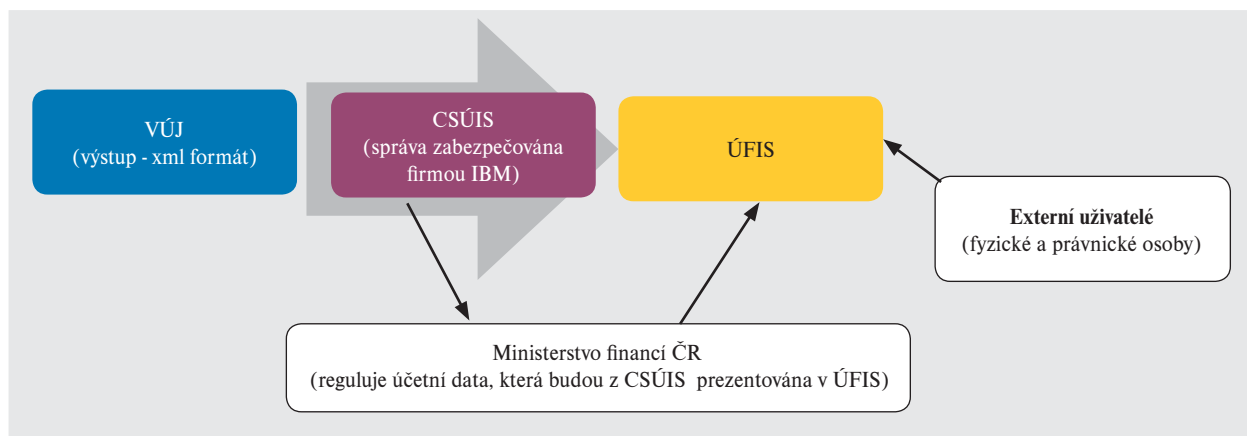 VÚJ
(výstup - xml formát)
CSÚIS
(správa zabezpečována
firmou IBM)
ÚFIS
Externí uživatelé
(fyzické a právnické osoby)
Ministerstvo financí ČR
(reguluje účetní data, která budou z CSÚIS prezentována v ÚFIS)